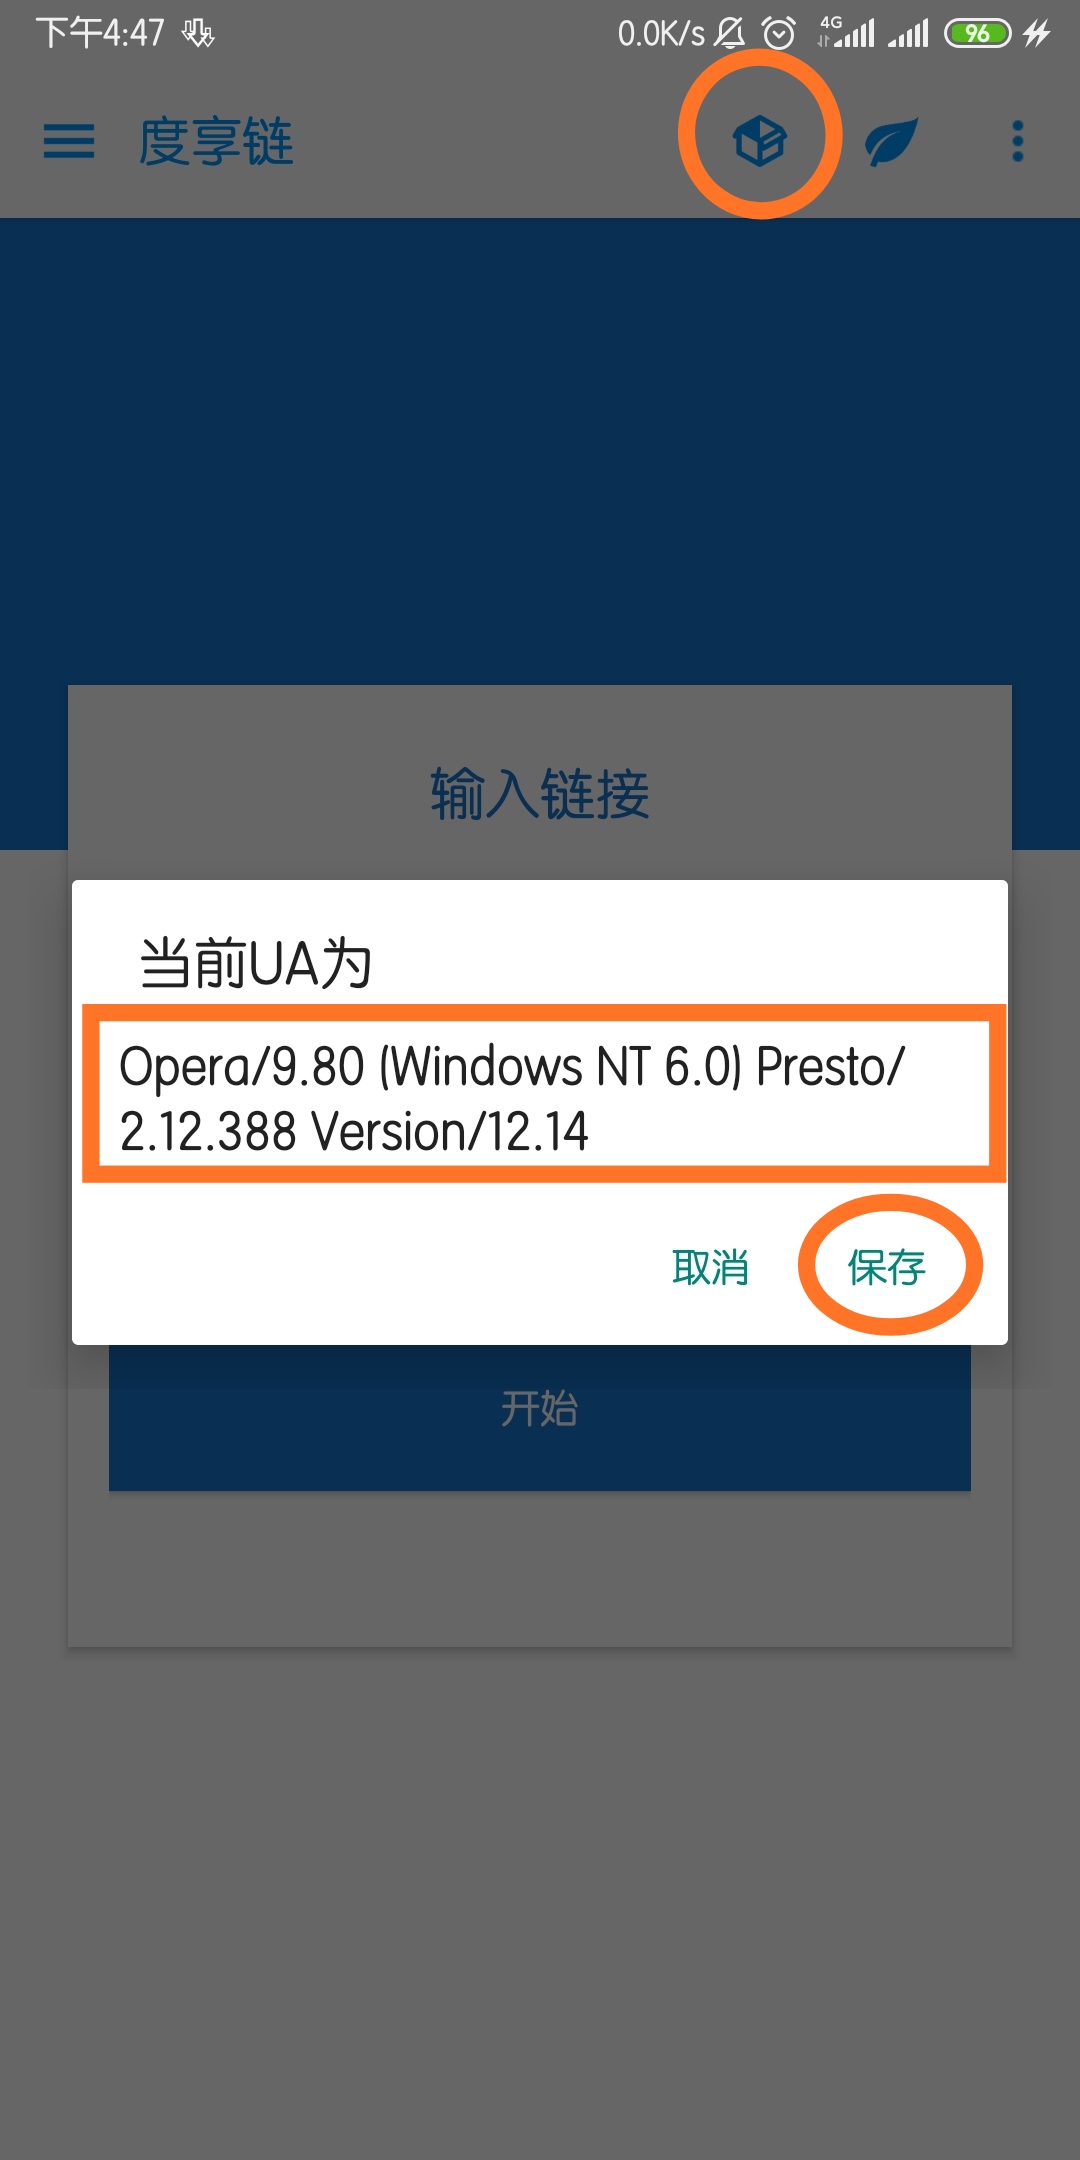 下午4:47 0.0K/s 4G 96
度享链
输入链接
当前UA为
Opera/9.80 (Windows NT 6.0) Presto/
2.12.388 Version/12.14
取消 保存
开始